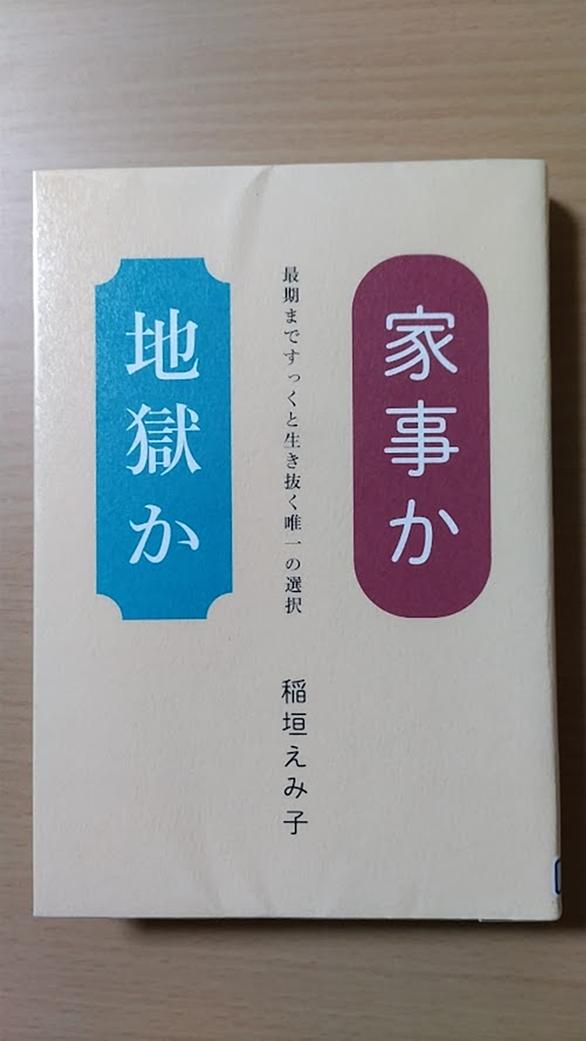 家事か
最期まですっくと生き抜く唯一の選択
地獄か
稲垣えみ子